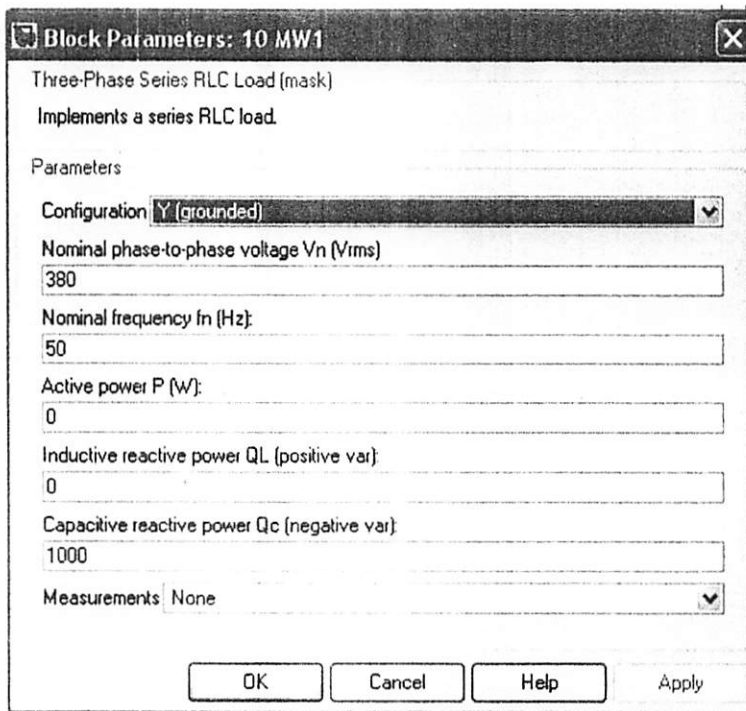 Block Parameters: 10 MW1
Three-Phase Series RLC Load (mask)
Implements a series RLC load.
Parameters
Configuration Y (grounded)
Nominal phase-to-phase voltage Vn (Vrms)
380
Nominal frequency fn (Hz):
50
Active power P (W):
0
Inductive reactive power QL (positive var):
0
Capacitive reactive power Qc (negative var):
1000
Measurements None
OK Cancel Help Apply